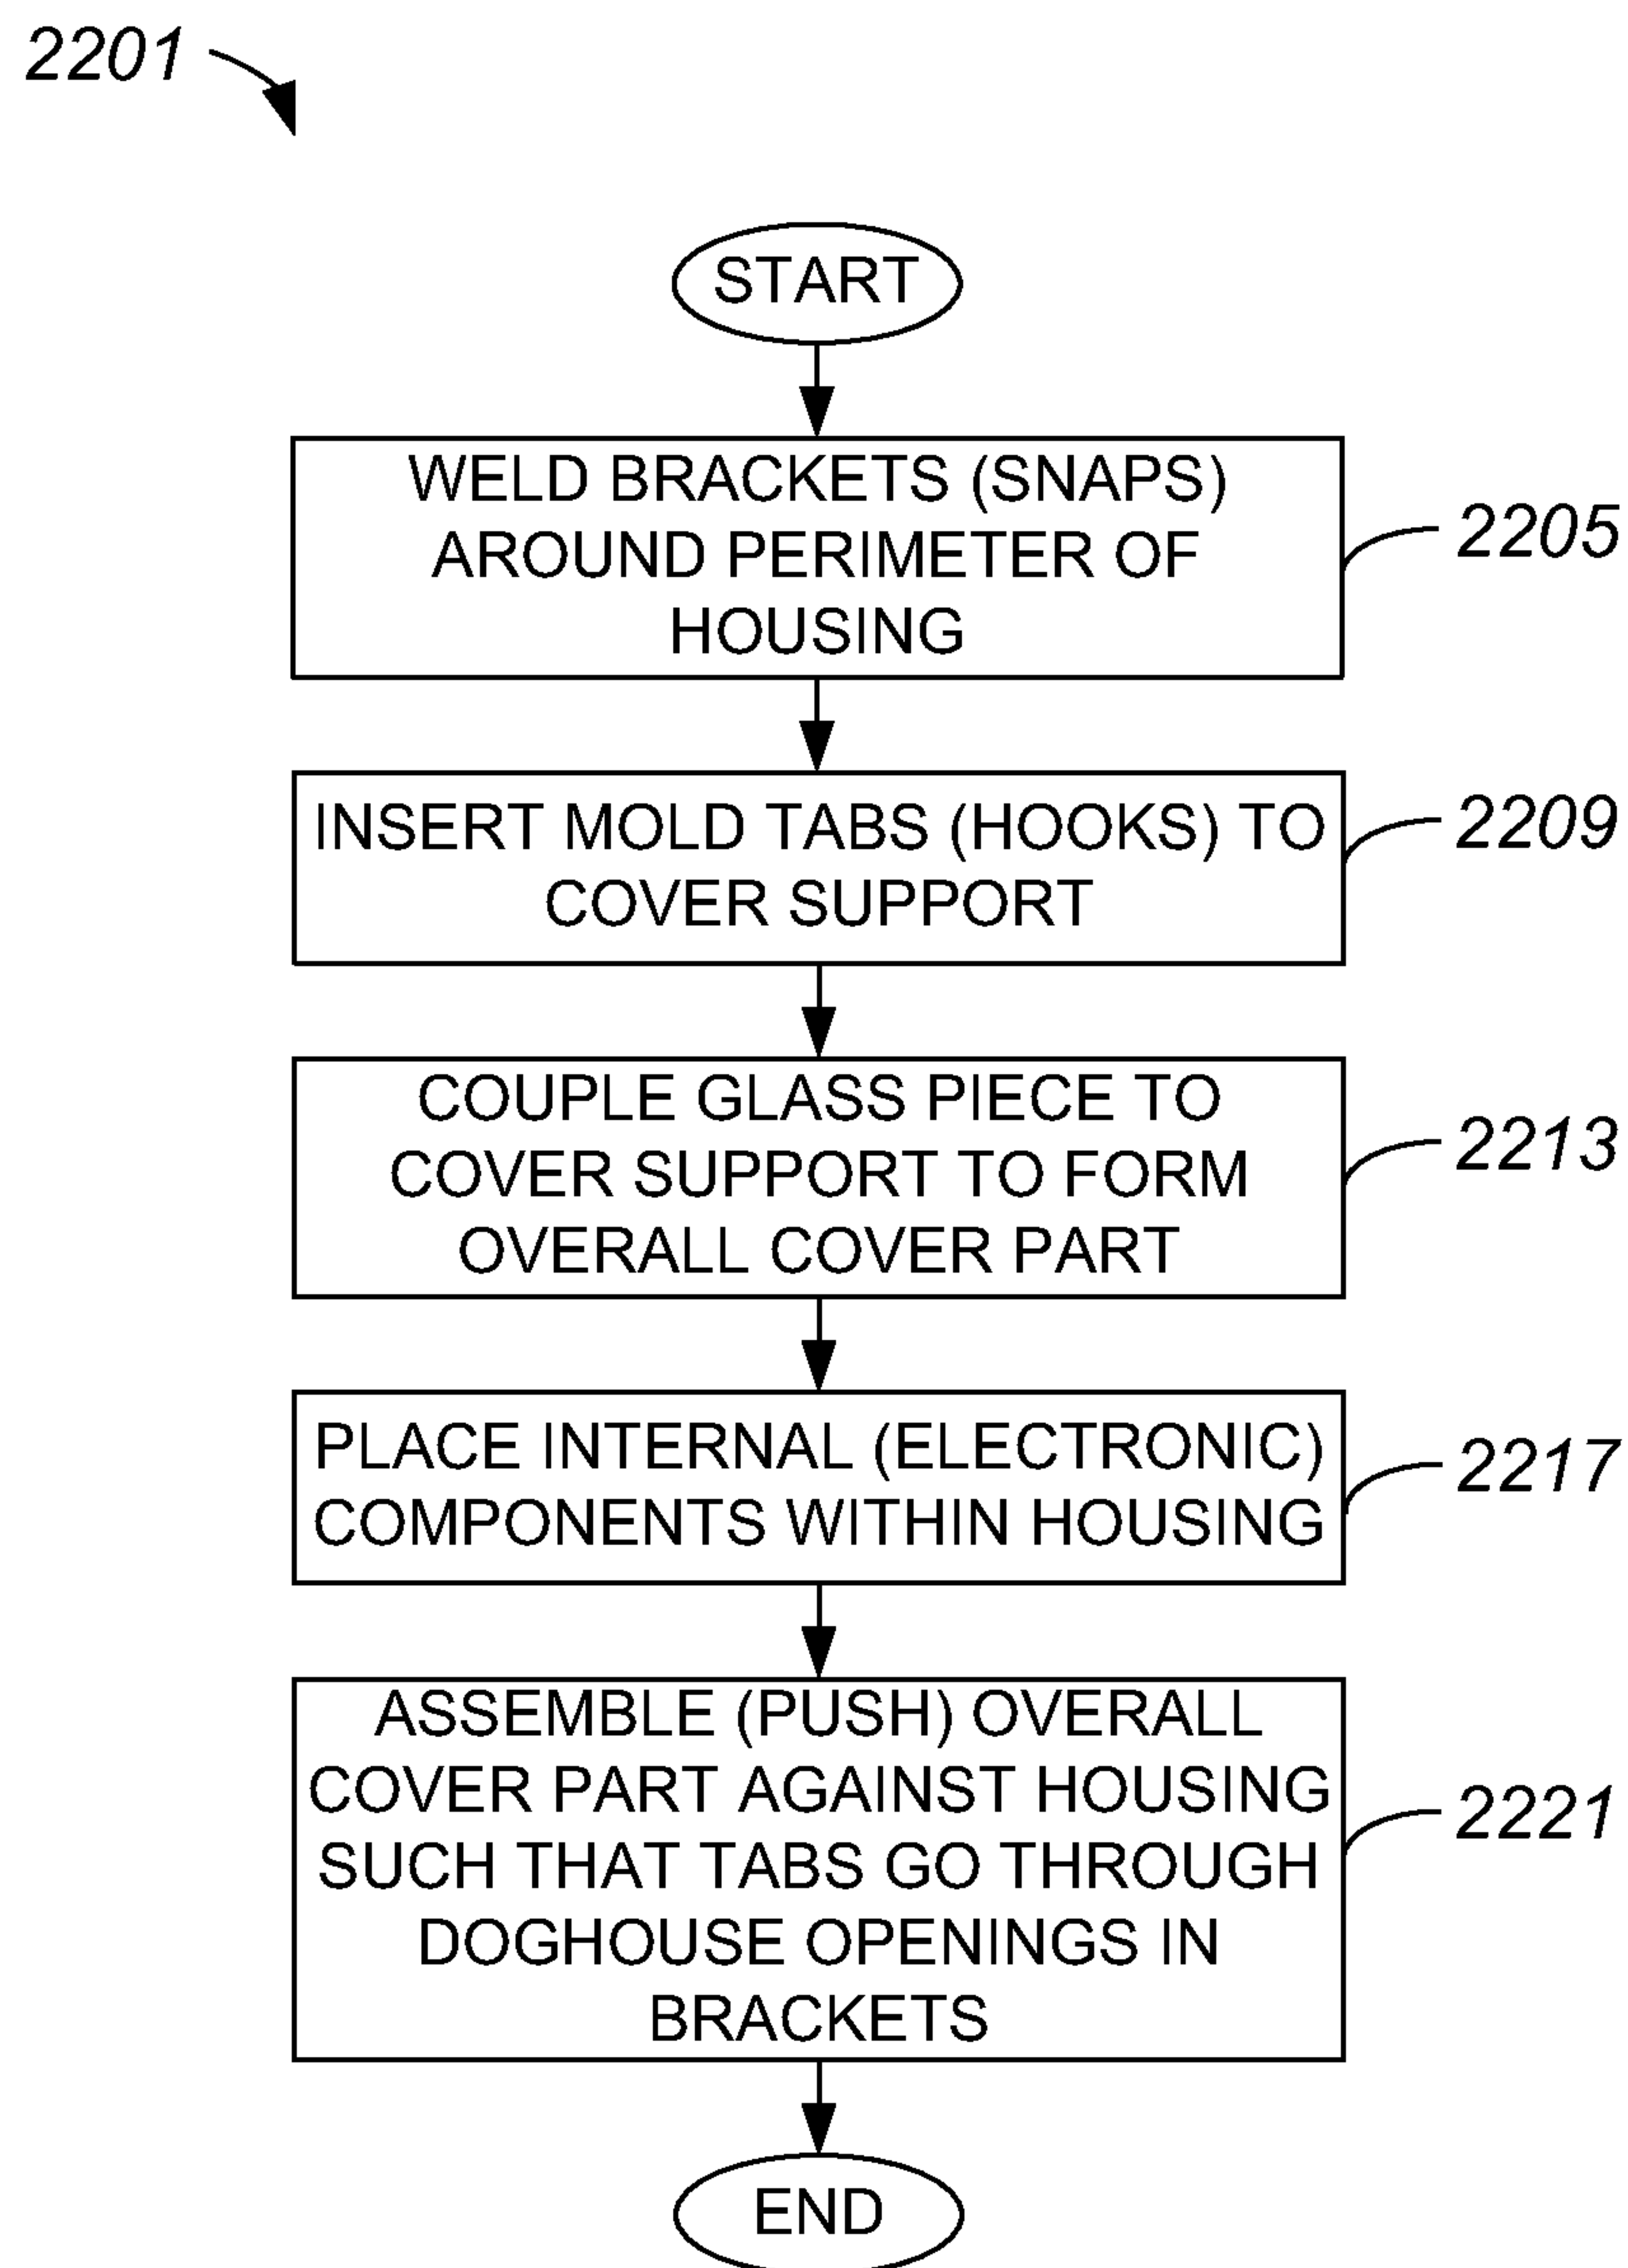 2201
START
WELD BRACKETS (SNAPS)
AROUND PERIMETER OF
HOUSING
2205
INSERT MOLD TABS (HOOKS) TO
COVER SUPPORT
2209
COUPLE GLASS PIECE TO
COVER SUPPORT TO FORM
OVERALL COVER PART
2213
PLACE INTERNAL (ELECTRONIC)
COMPONENTS WITHIN HOUSING
2217
ASSEMBLE (PUSH) OVERALL
COVER PART AGAINST HOUSING
SUCH THAT TABS GO THROUGH
DOGHOUSE OPENINGS IN
BRACKETS
2221
END